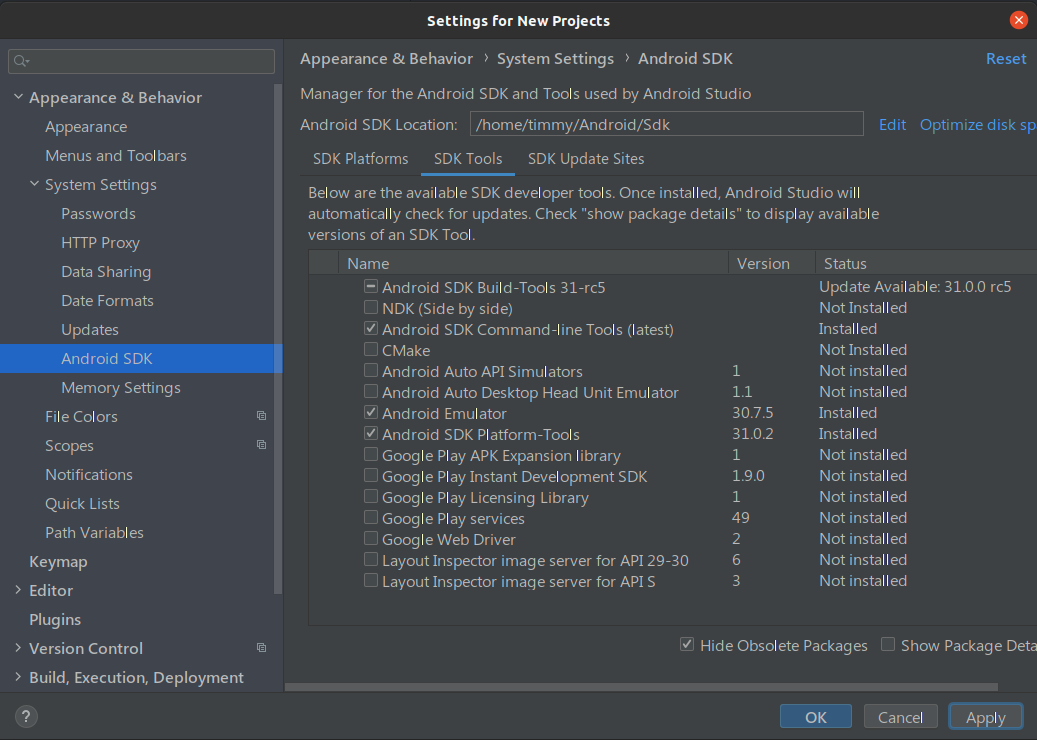 Settings for New Projects
Appearance & Behavior
Appearance
Menus and Toolbars
System Settings
Passwords
HTTP Proxy
Data Sharing
Date Formats
Updates
Android SDK
Memory Settings
File Colors
Scopes
Notifications
Quick Lists
Path Variables
Keymap
Editor
Plugins
Version Control
Build, Execution, Deployment
Appearance & Behavior › System Settings › Android SDK Reset
Manager for the Android SDK and Tools used by Android Studio
Android SDK Location: /home/timmy/Android/Sdk Edit Optimize disk sp
SDK Platforms SDK Tools SDK Update Sites
Below are the available SDK developer tools. Once installed, Android Studio will
automatically check for updates. Check "show package details" to display available
versions of an SDK Tool.
Name Version Status
Android SDK Build-Tools 31-rc5 Update Available: 31.0.0 rc5
NDK (Side by side) Not Installed
Android SDK Command-line Tools (latest) Installed
CMake Not Installed
Android Auto API Simulators 1 Not installed
Android Auto Desktop Head Unit Emulator 1.1 Not installed
Android Emulator 30.7.5 Installed
Android SDK Platform-Tools 31.0.2 Installed
Google Play APK Expansion library 1 Not installed
Google Play Instant Development SDK 1.9.0 Not installed
Google Play Licensing Library 1 Not installed
Google Play services 49 Not installed
Google Web Driver 2 Not installed
Layout Inspector image server for API 29-30 6 Not installed
Layout Inspector image server for API S 3 Not installed
Hide Obsolete Packages Show Package Deta
? OK Cancel Apply